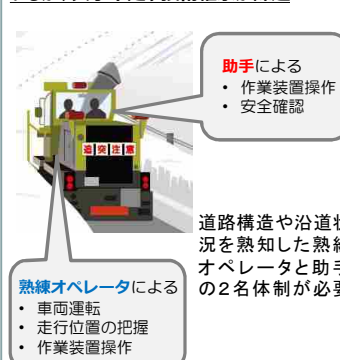 助手による
• 作業装置操作
• 安全確認
追突注意
道路構造や沿道状
況を熟知した熟練
オペレータと助手
の2名体制が必要
熟練オペレータによる
• 車両運転
• 走行位置の把握
• 作業装置操作